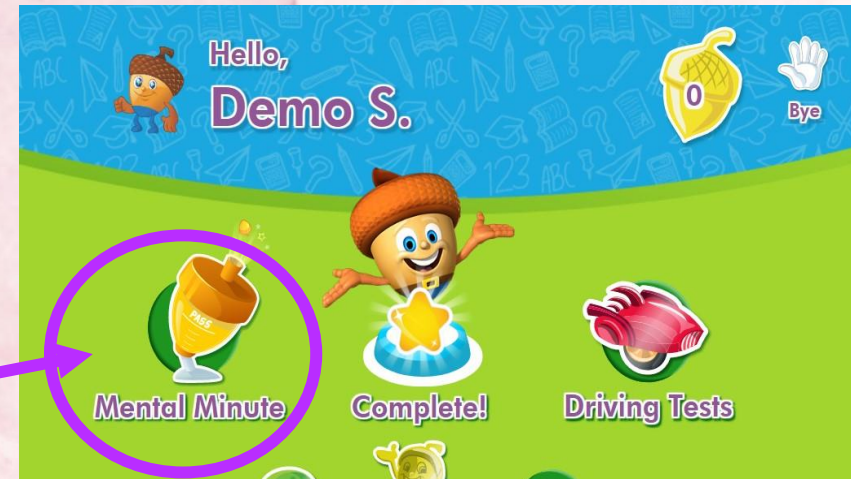 Hello,
Demo S.
0
Bye
PASS
Mental Minute
Complete!
Driving Tests